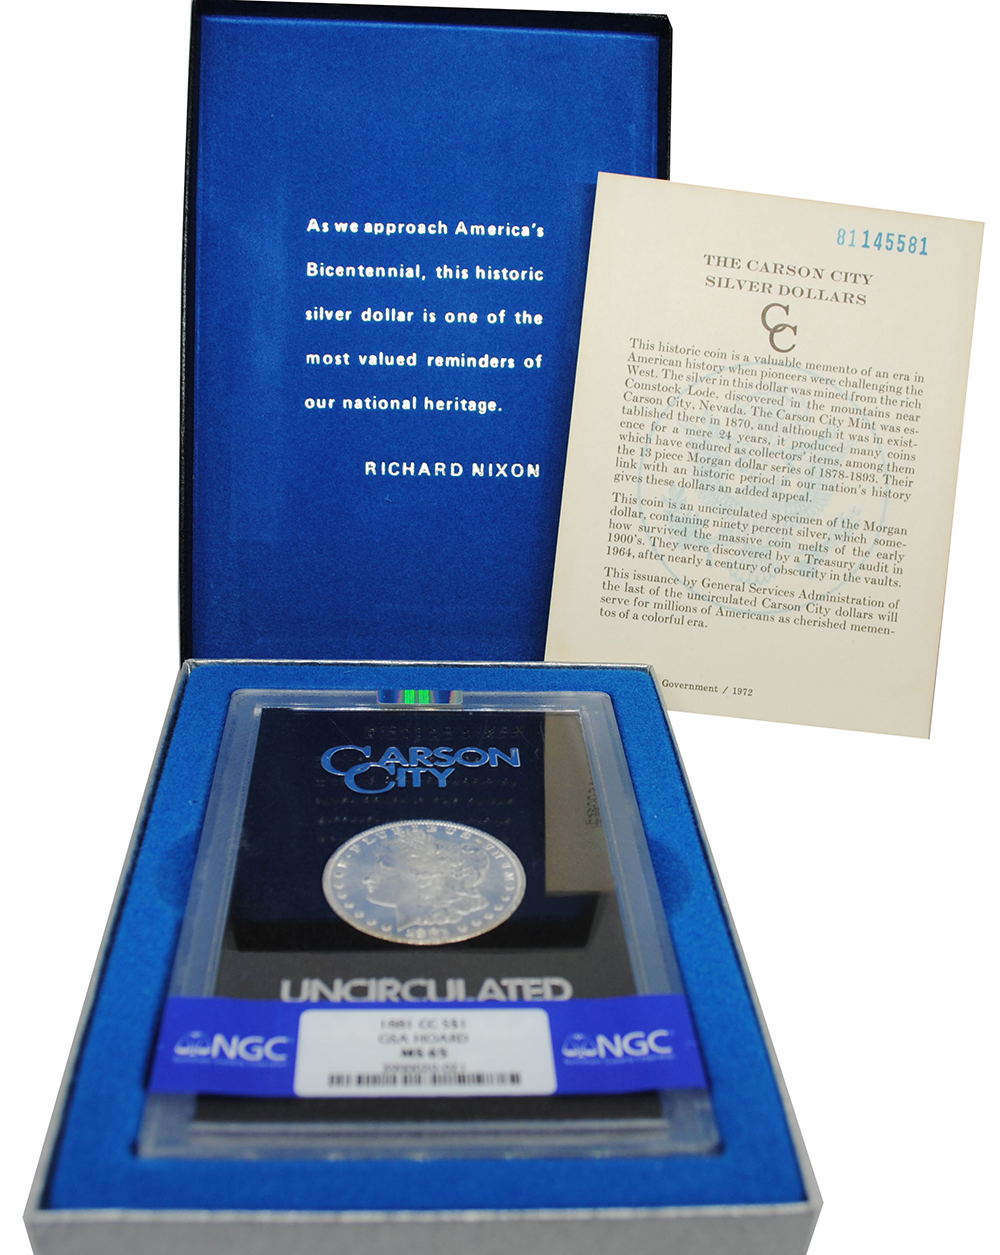 As we approach America's
Bicentennial, this historic
silver dollar is one of the
most valued reminders of
our national heritage.
RICHARD NIXON
81145581
THE CARSON CITY
SILVER DOLLARS
CC
This historic coin is a valuable memento of an era in
American history when pioneers were challenging the
West. The silver in this dollar was mined from the rich
Comstock Lode, discovered in the mountains near
Carson City, Nevada. The Carson City Mint was es-
tablished there in 1870, and although it was in exist-
ence for a mere 24 years, it produced many coins
which have endured as collectors' items, among them
the 13 piece Morgan dollar series of 1878-1893. Their
link with an historic period in our nation's history
gives these dollars an added appeal.
This coin is an uncirculated specimen of the Morgan
dollar, containing ninety percent silver, which some-
how survived the massive coin melts of the early
1900's. They were discovered by a Treasury audit in
1964, after nearly a century of obscurity in the vaults.
This issuance by General Services Administration of
the last of the uncirculated Carson City dollars will
serve for millions of Americans as cherished memen-
tos of a colorful era.
Government / 1972
CARSON
CITY
PLURIBUS UNUM
UNCIRCULATED
NGC
1881 CC S$1
GSA HOARD
MS 65
NGC